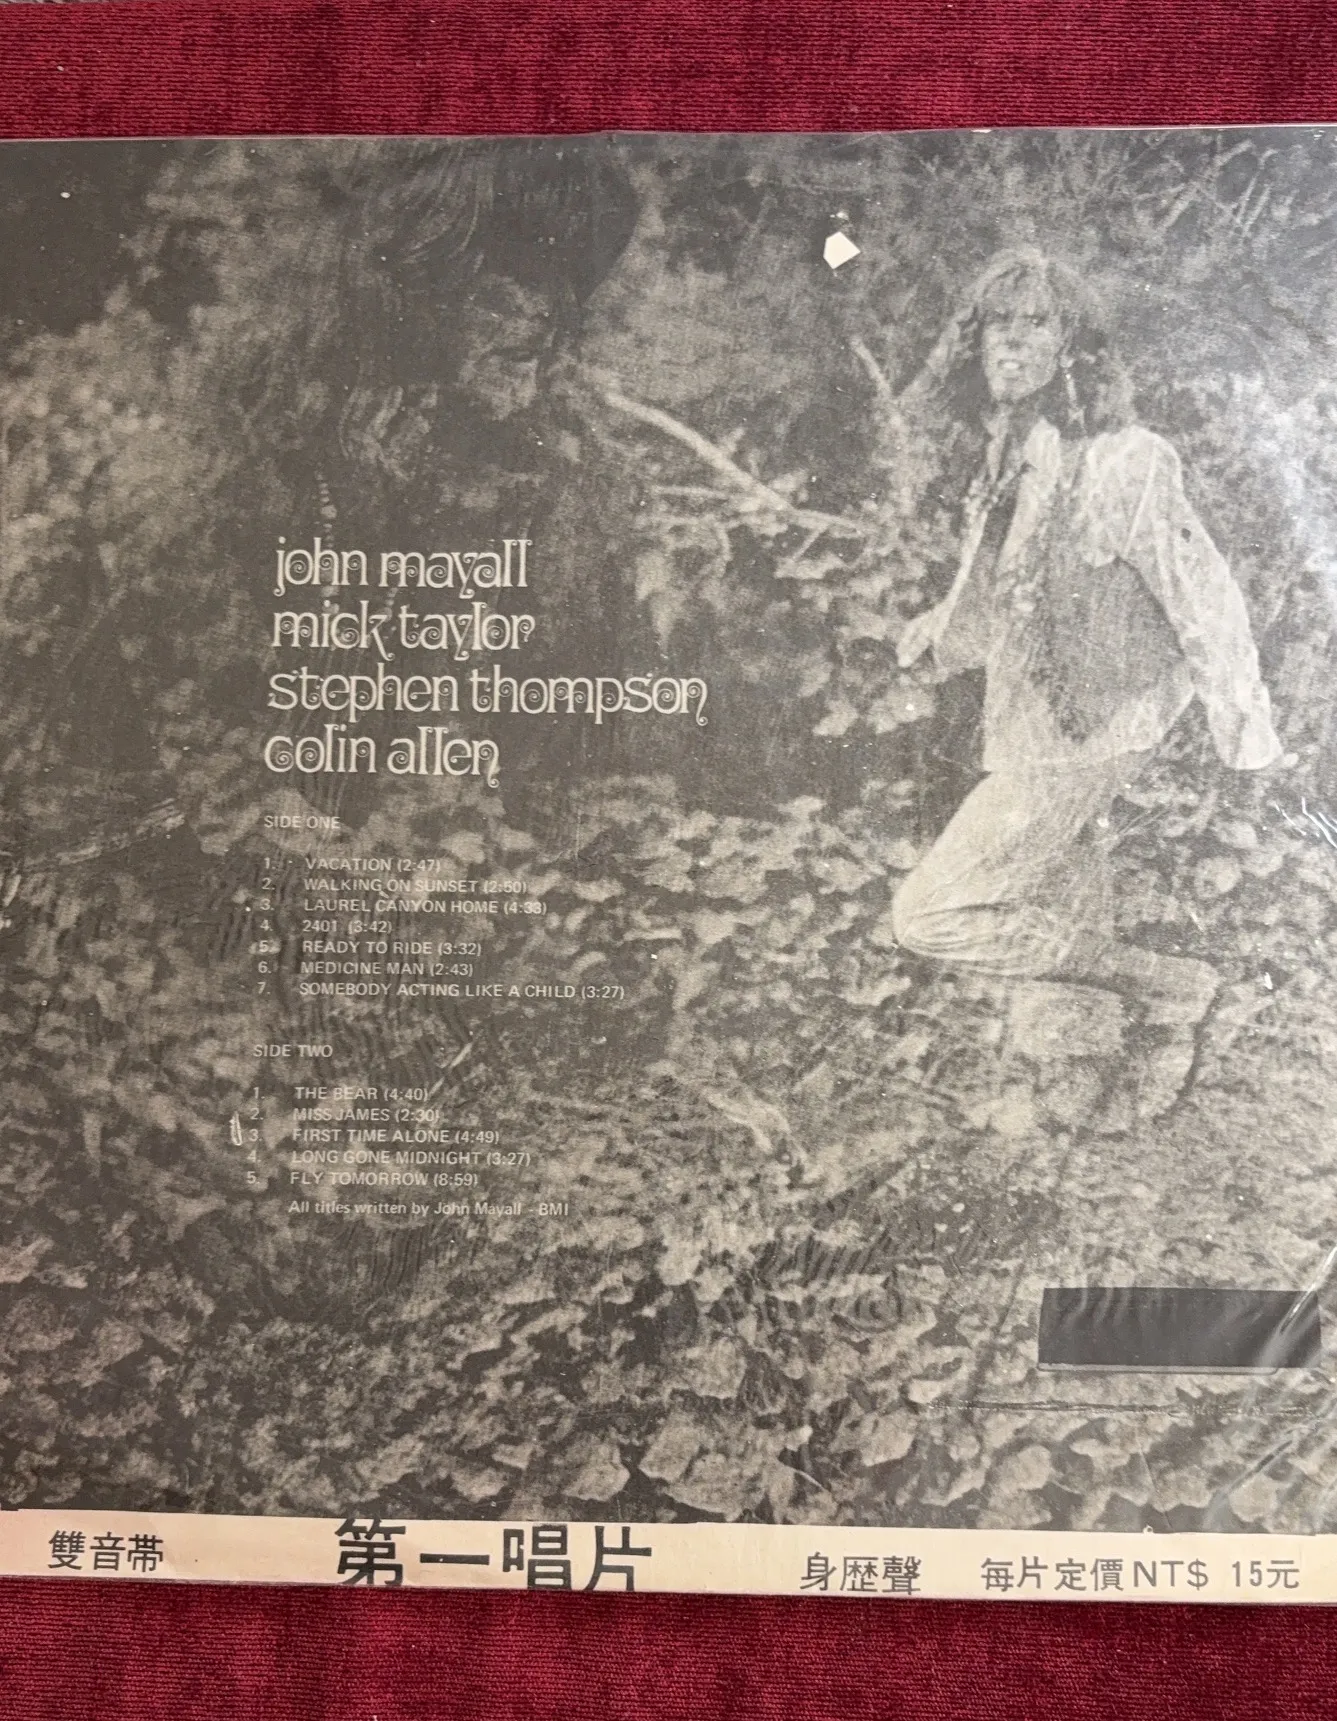 john mayall
mick taylor
stephen thompson
colin allen
SIDE ONE
1. VACATION (2:47)
2. WALKING ON SUNSET (2:50)
3. LAUREL CANYON HOME (4:33)
4. 2401 (3:42)
5. READY TO RIDE (3:32)
6. MEDICINE MAN (2:43)
7. SOMEBODY ACTING LIKE A CHILD (3:27)
SIDE TWO
1. THE BEAR (4:40)
2. MISS JAMES (2:30)
3. FIRST TIME ALONE (4:49)
4. LONG GONE MIDNIGHT (3:27)
5. FLY TOMORROW (8:59)
All titles written by John Mayall - BMI
雙音帶 第一唱片 身歷聲 每片定價NT$ 15元